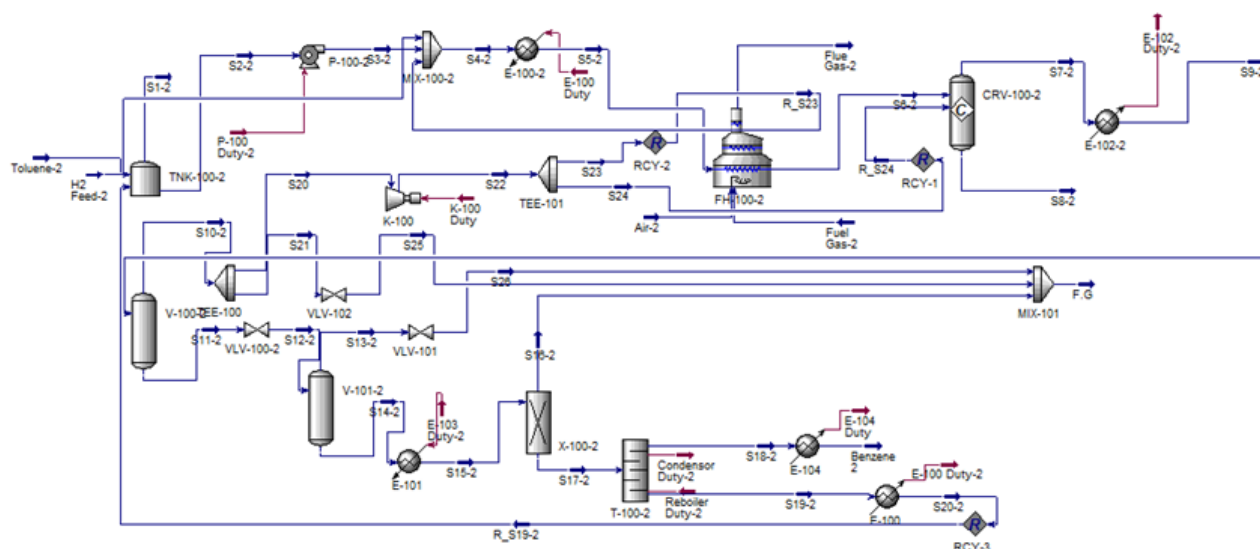 E-102
Duty-2
Flue
Gas-2
S2-2
P-100-2
S3-2
MIX-100-2
S4-2
E-100-2
S5-2
S1-2
E-100
Duty
R_S23
S6-2
CRV-100-2
C
S7-2
S9-2
E-102-2
P-100
Duty-2
R
RCY-2
R_S24
R
RCY-1
Toluene-2
H2
Feed-2
TNK-100-2
S20
S22
S23
TEE-101
S24
FH-100-2
S8-2
K-100
K-100
Duty
Air-2
Fuel
Gas-2
S10-2
S21
S25
S26
TEE-100
VLV-102
F.G
MIX-101
S11-2
VLV-100-2
S12-2
S13-2
VLV-101
S16-2
V-101-2
S14-2
E-103
Duty-2
E-101
S15-2
X-100-2
E-104
Duty
S18-2
E-104
Benzene
2
S17-2
Condensor
Duty-2
E-100 Duty-2
Reboiler
Duty-2
T-100-2
S19-2
E-100
S20-2
R_S19-2
R
RCY-3